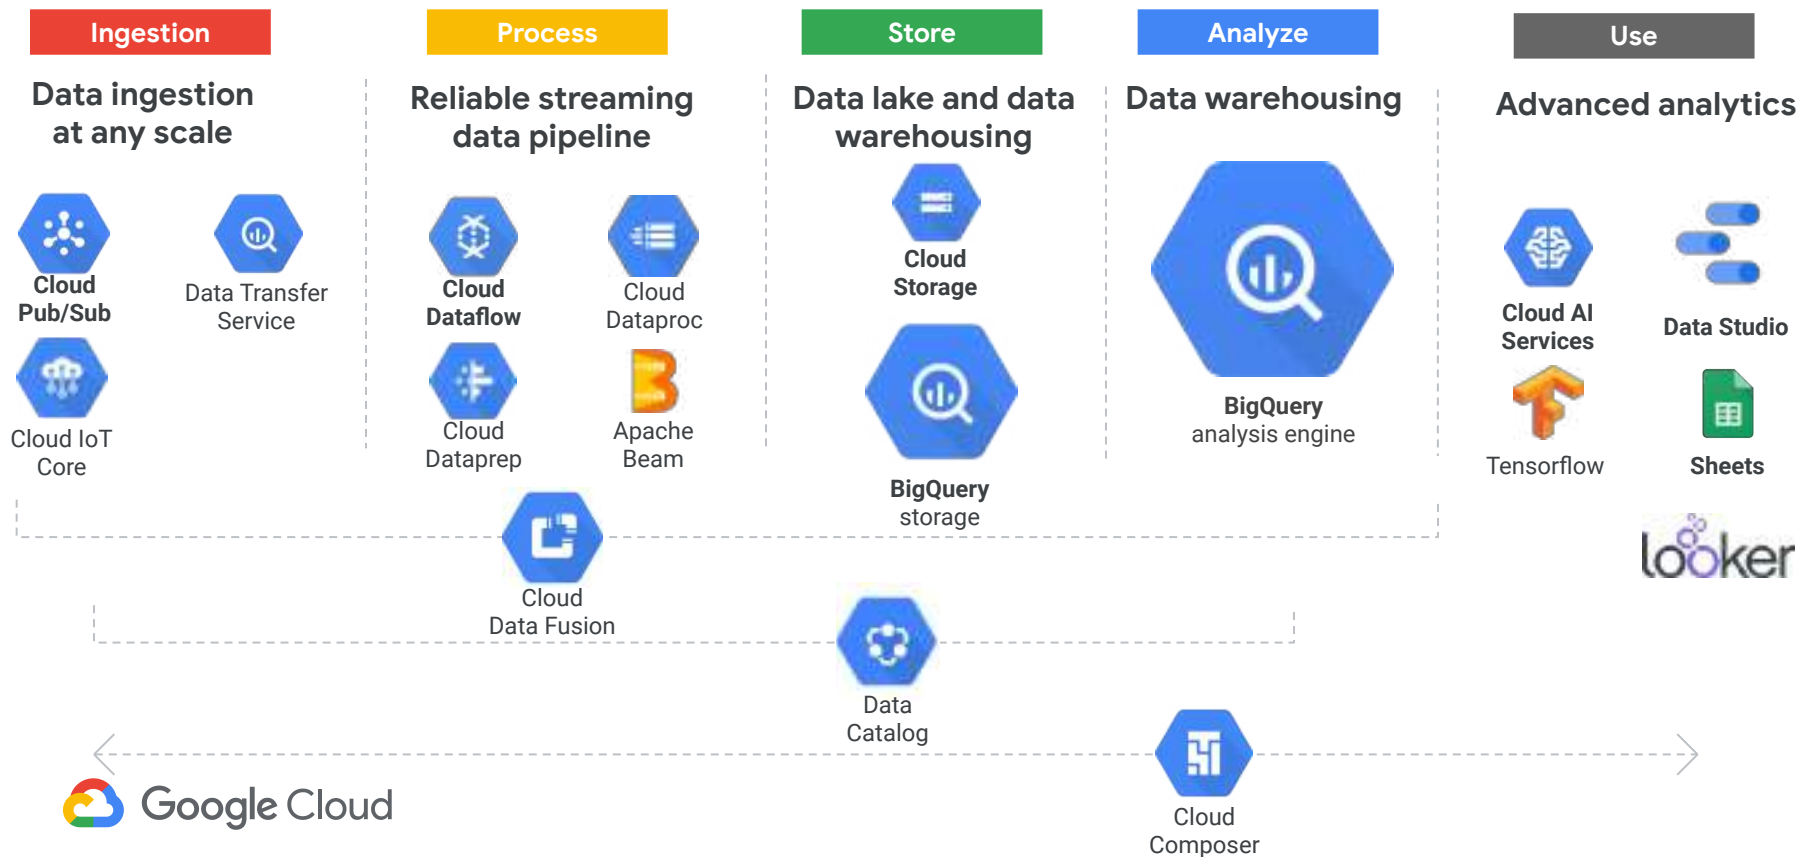 Ingestion
Process
Store
Analyze
Use
Data ingestion
at any scale
Reliable streaming
data pipeline
Data lake and data
warehousing
Data warehousing
Advanced analytics
Cloud
Pub/Sub
Data Transfer
Service
Cloud IoT
Core
Cloud
Dataflow
Cloud
Dataproc
Cloud
Dataprep
Apache
Beam
Cloud
Storage
BigQuery
storage
BigQuery
analysis engine
Cloud AI
Services
Data Studio
Tensorflow
Sheets
looker
Cloud
Data Fusion
Data
Catalog
Cloud
Composer
Google Cloud